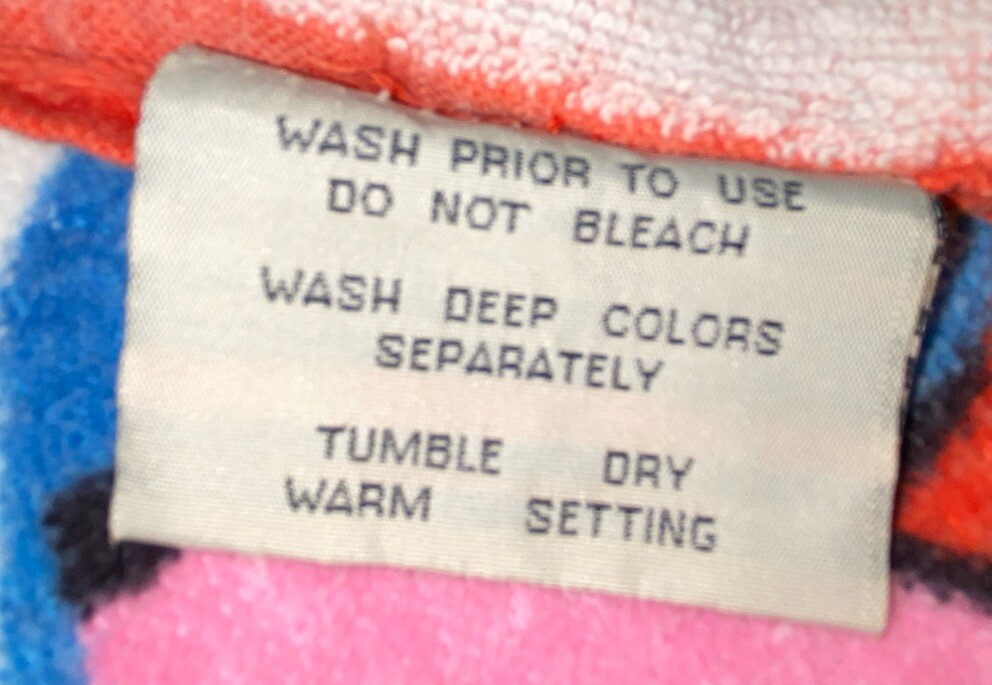 WASH PRIOR TO USE
DO NOT BLEACH
WASH DEEP COLORS
SEPARATELY
TUMBLE DRY
WARM SETTING